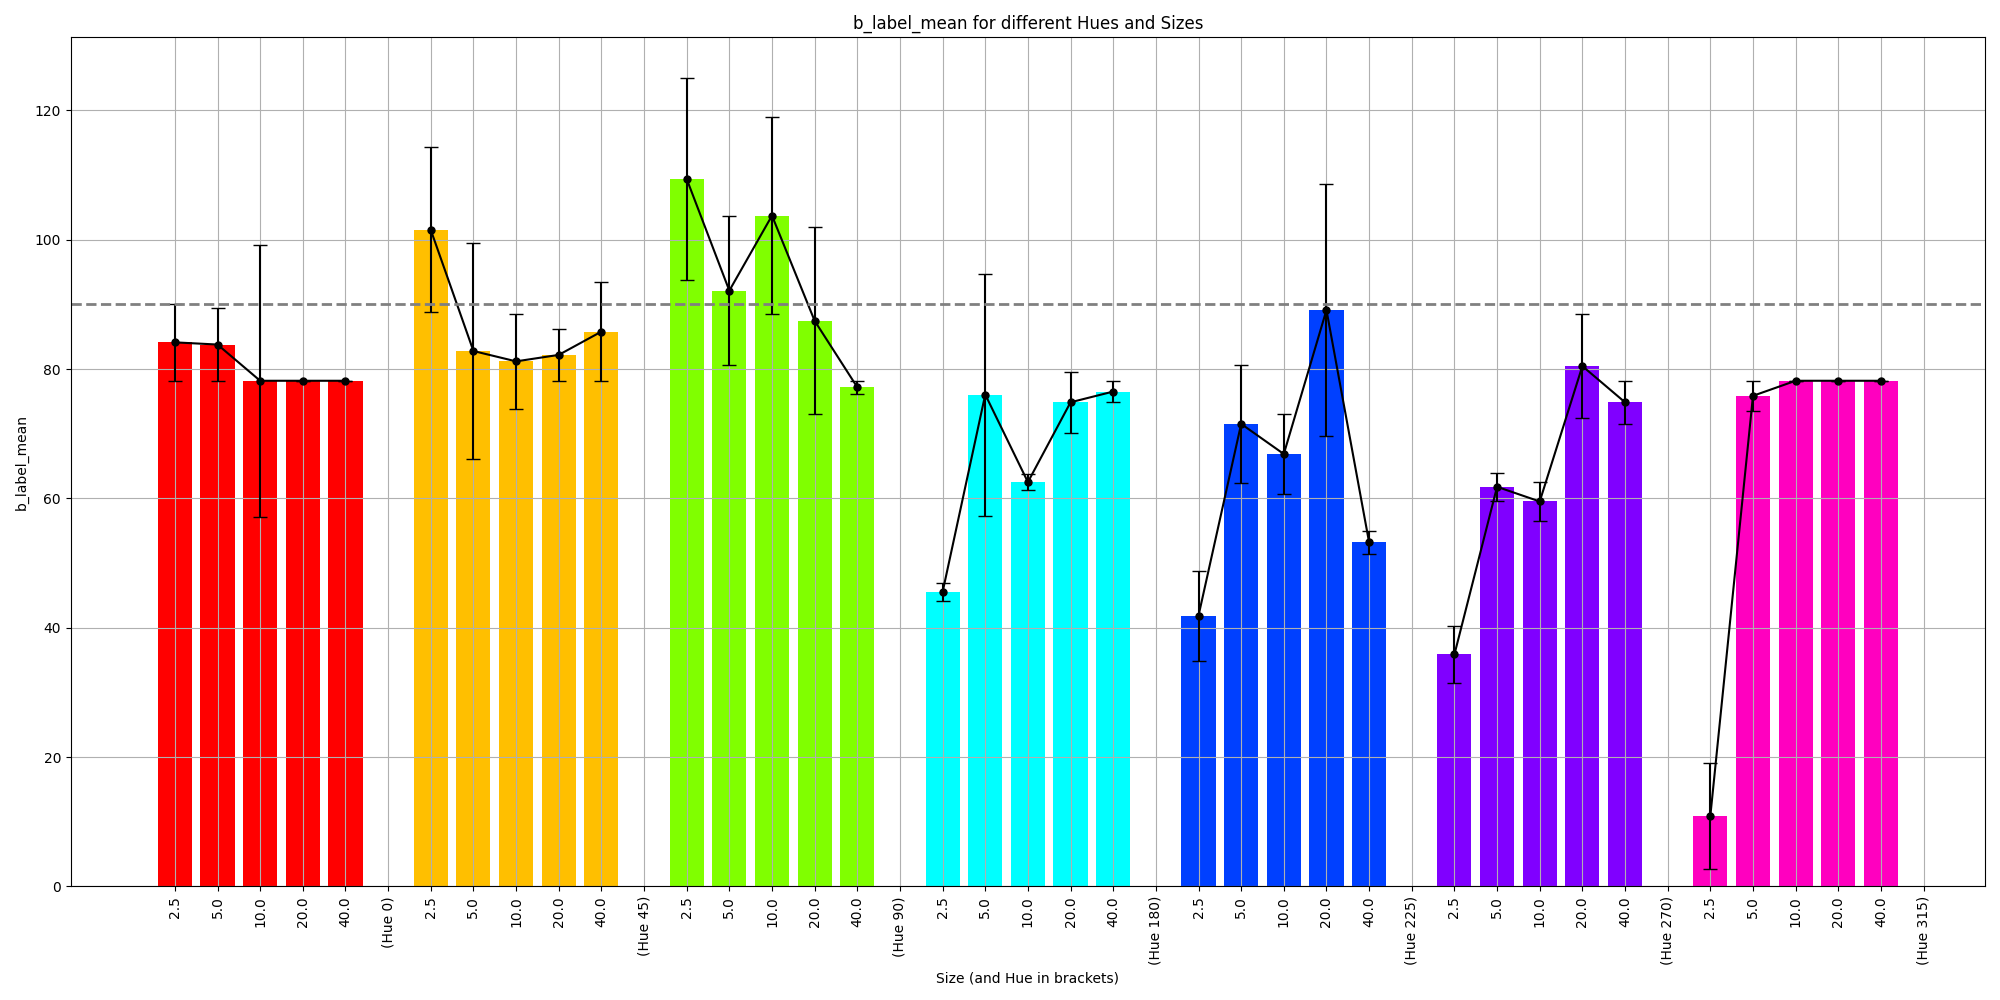 b_label_mean for different Hues and Sizes
b_label_mean
120
100
80
60
40
20
0
2.5 5.0 10.0 20.0 40.0 (Hue 0) 2.5 5.0 10.0 20.0 40.0 (Hue 45) 2.5 5.0 10.0 20.0 40.0 (Hue 90) 2.5 5.0 10.0 20.0 40.0 (Hue 180) 2.5 5.0 10.0 20.0 40.0 (Hue 225) 2.5 5.0 10.0 20.0 40.0 (Hue 270) 2.5 5.0 10.0 20.0 40.0 (Hue 315)
Size (and Hue in brackets)